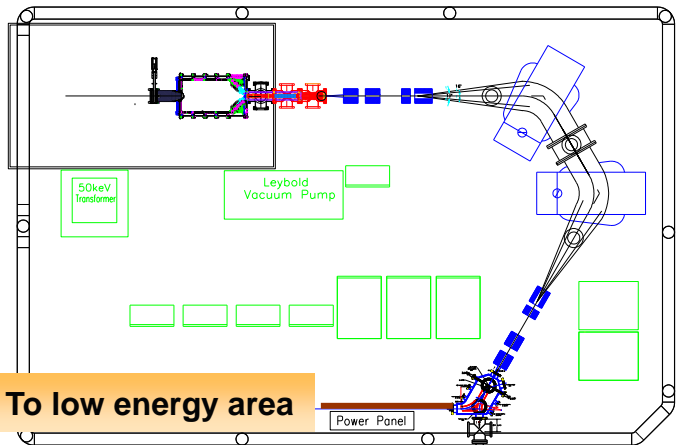 50keV
Transformer
Leybold
Vacuum Pump
To low energy area
Power Panel